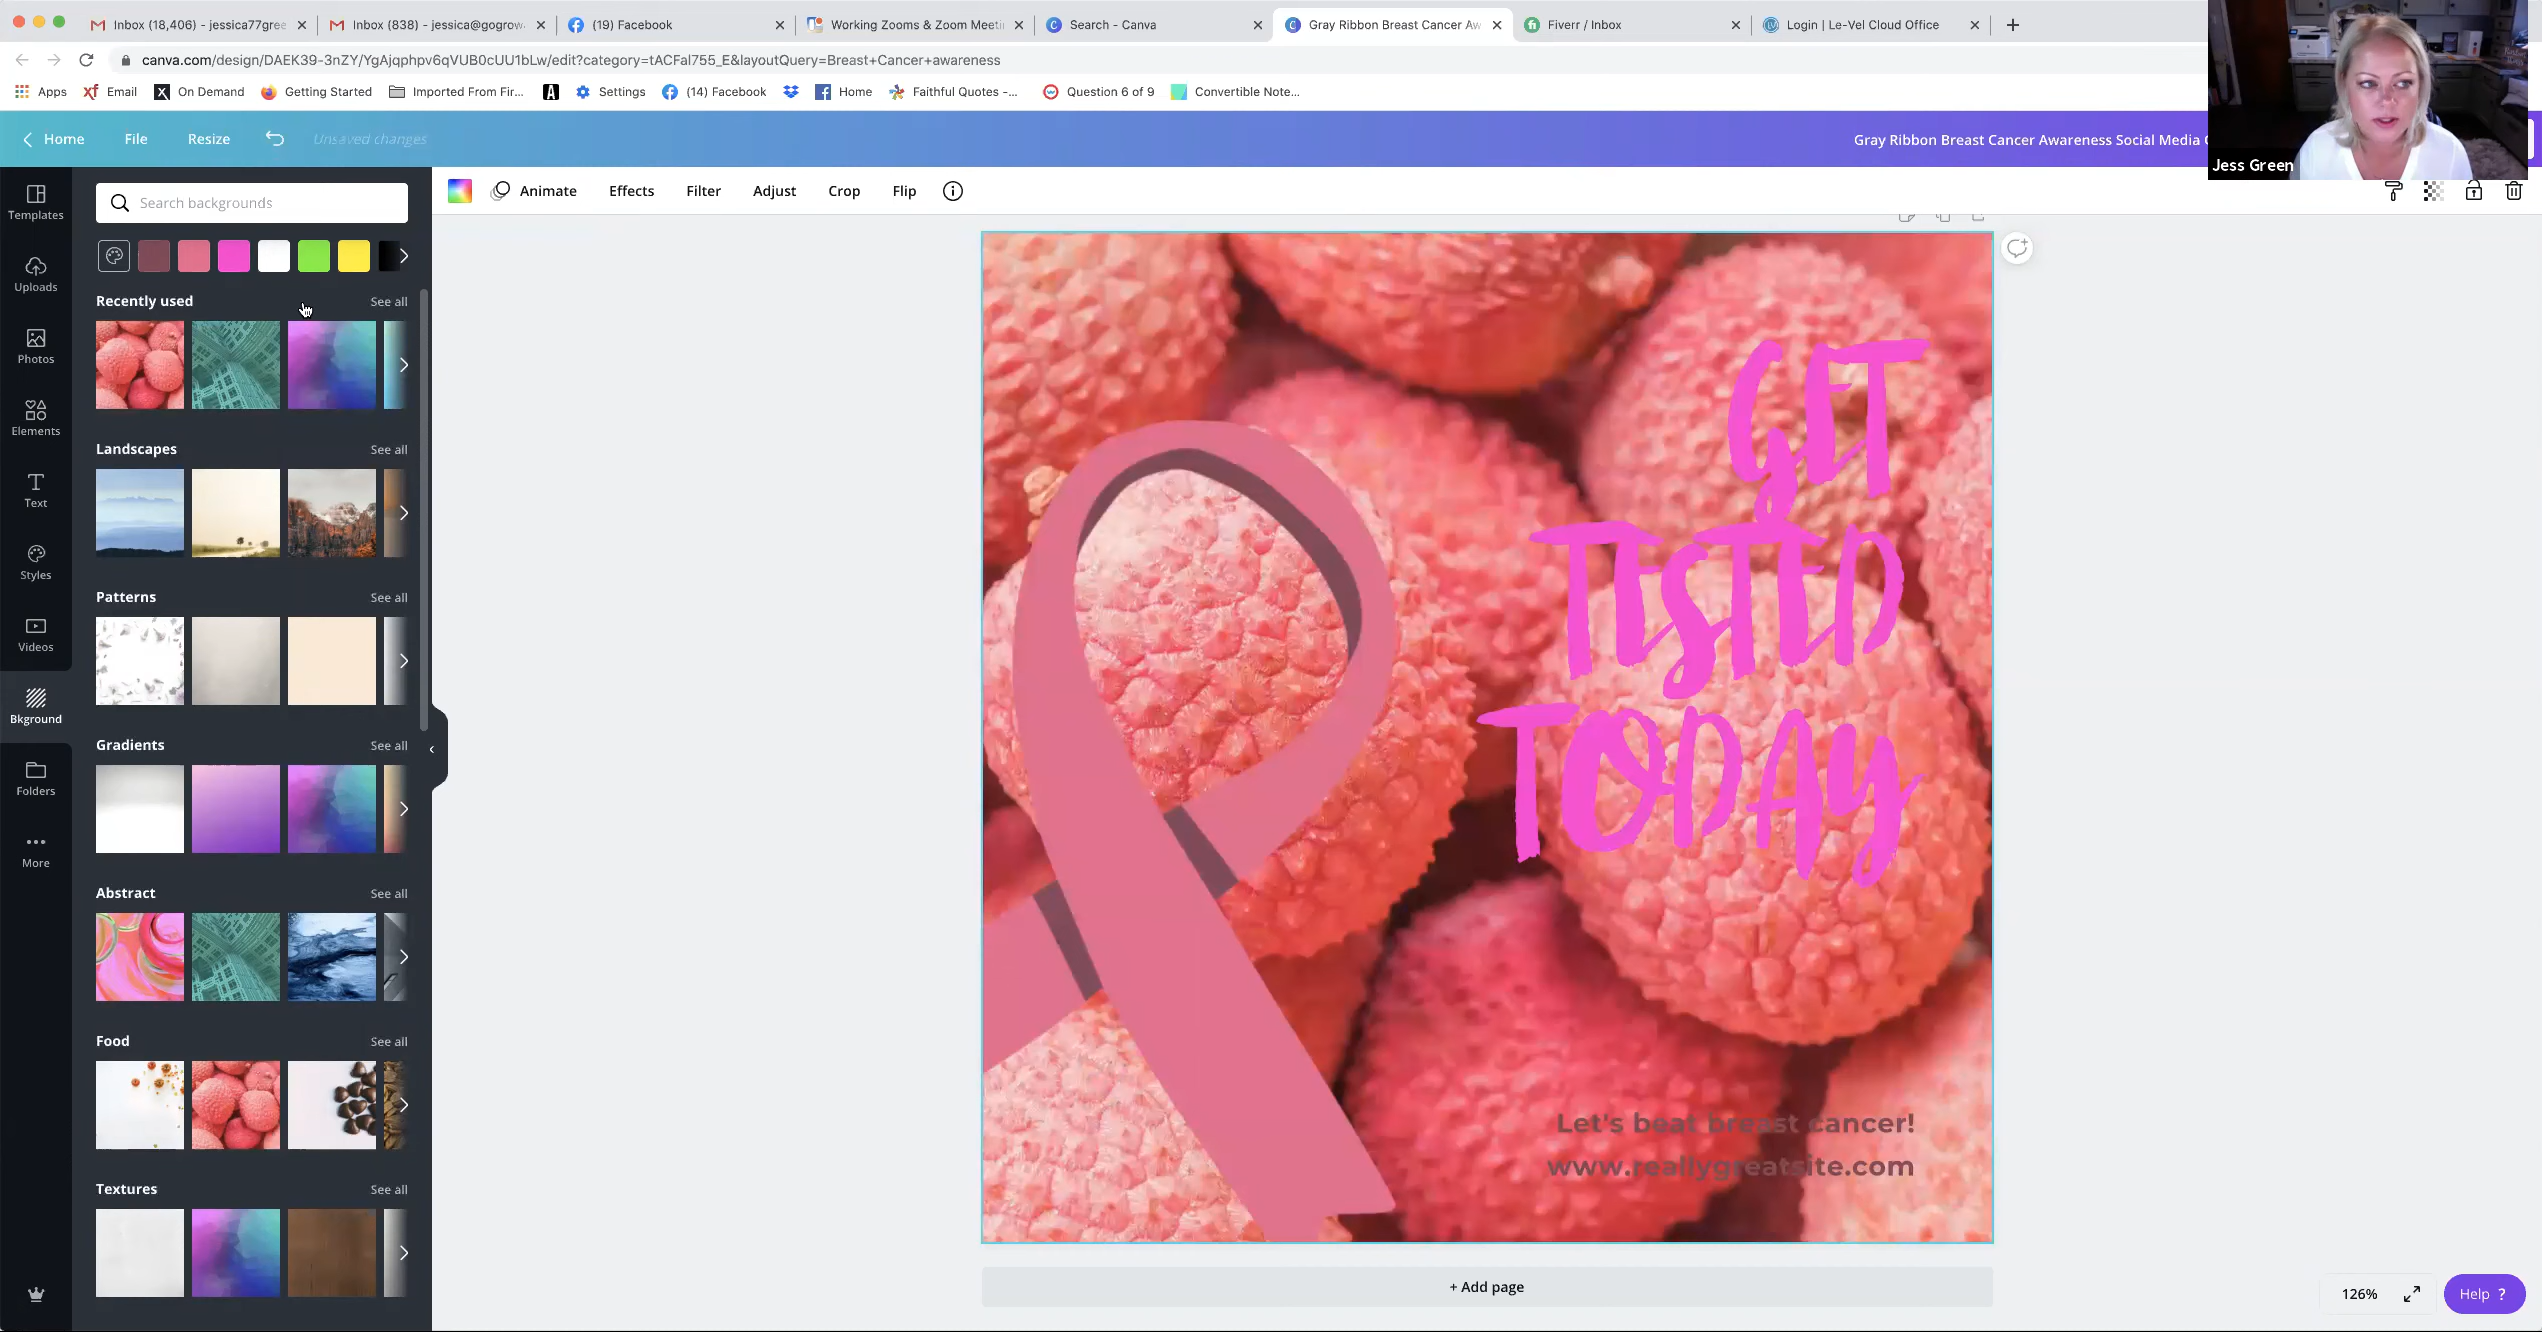 Inbox (18,406) - jessica77gree
Inbox (838) - jessica@gogrow
(19) Facebook
Working Zooms & Zoom Meeti
Search - Canva
Gray Ribbon Breast Cancer Aw
Fiverr / Inbox
Login | Le-Vel Cloud Office
canva.com/design/DAEK39-3nZY/YgAjqphpv6qVUB0cUU1bLw/edit?category=tACFal755_E&layoutQuery=Breast+Cancer+awareness
Apps
Email
On Demand
Getting Started
Imported From Fir...
Settings
(14) Facebook
Home
Faithful Quotes -...
Question 6 of 9
Convertible Note...
Home
File
Resize
Unsaved changes
Gray Ribbon Breast Cancer Awareness Social Media
Jess Green
Templates
Uploads
Photos
Elements
Text
Styles
Videos
Bkground
Folders
More
Search backgrounds
Recently used See all
Landscapes See all
Patterns See all
Gradients See all
Abstract See all
Food See all
Textures See all
Animate
Effects
Filter
Adjust
Crop
Flip
GET
TESTED
TODAY
Let's beat breast cancer!
www.reallygreatsite.com
+ Add page
126%
Help ?